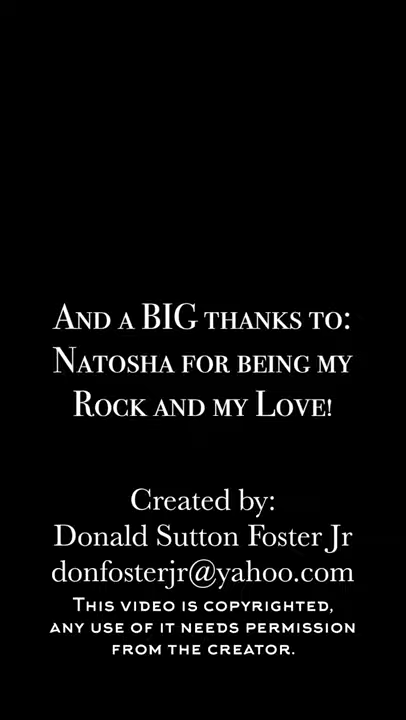 And a BIG thanks to:
Natosha for being my
Rock and my Love!
Created by:
Donald Sutton Foster Jr
donfosterjr@yahoo.com
This video is copyrighted,
any use of it needs permission
from the creator.